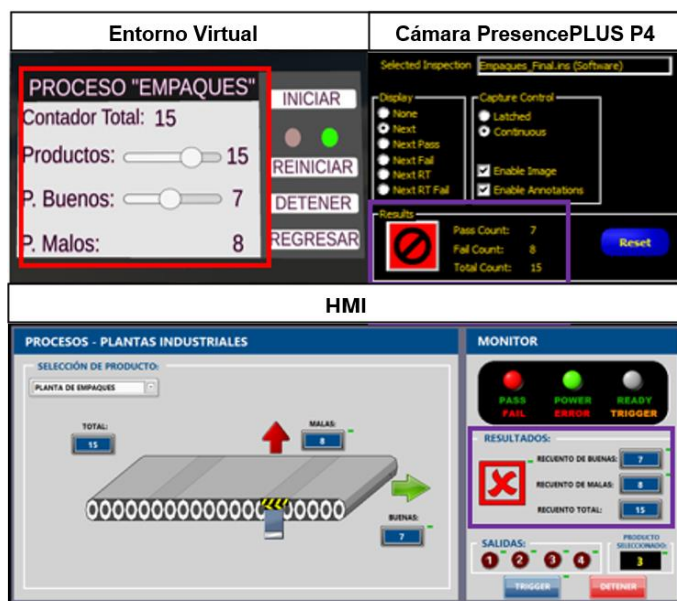 Entorno Virtual
Cámara PresencePLUS P4
PROCESO "EMPAQUES"
Contador Total: 15
Productos: 15
P. Buenos: 7
P. Malos: 8
INICIAR
REINICIAR
DETENER
REGRESAR
Selected Inspection Empaques_Final.ins (Software)
Display
None
Next
Next Pass
Next Fail
Next RT
Next RT Fail
Capture Control
Latched
Continuous
Enable Image
Enable Annotations
Results
Pass Count: 7
Fail Count: 8
Total Count: 15
Reset
HMI
PROCESOS - PLANTAS INDUSTRIALES
SELECCIÓN DE PRODUCTO:
PLANTA DE EMPAQUES
TOTAL:
15
MALAS:
8
BUENAS:
7
MONITOR
PASS POWER READY
FAIL ERROR TRIGGER
RESULTADOS:
RECUENTO DE BUENAS: 7
RECUENTO DE MALAS: 8
RECUENTO TOTAL: 15
SALIDAS:
1 2 3 4
PRODUCTO
SELECCIONADO:
3
TRIGGER
DETENER